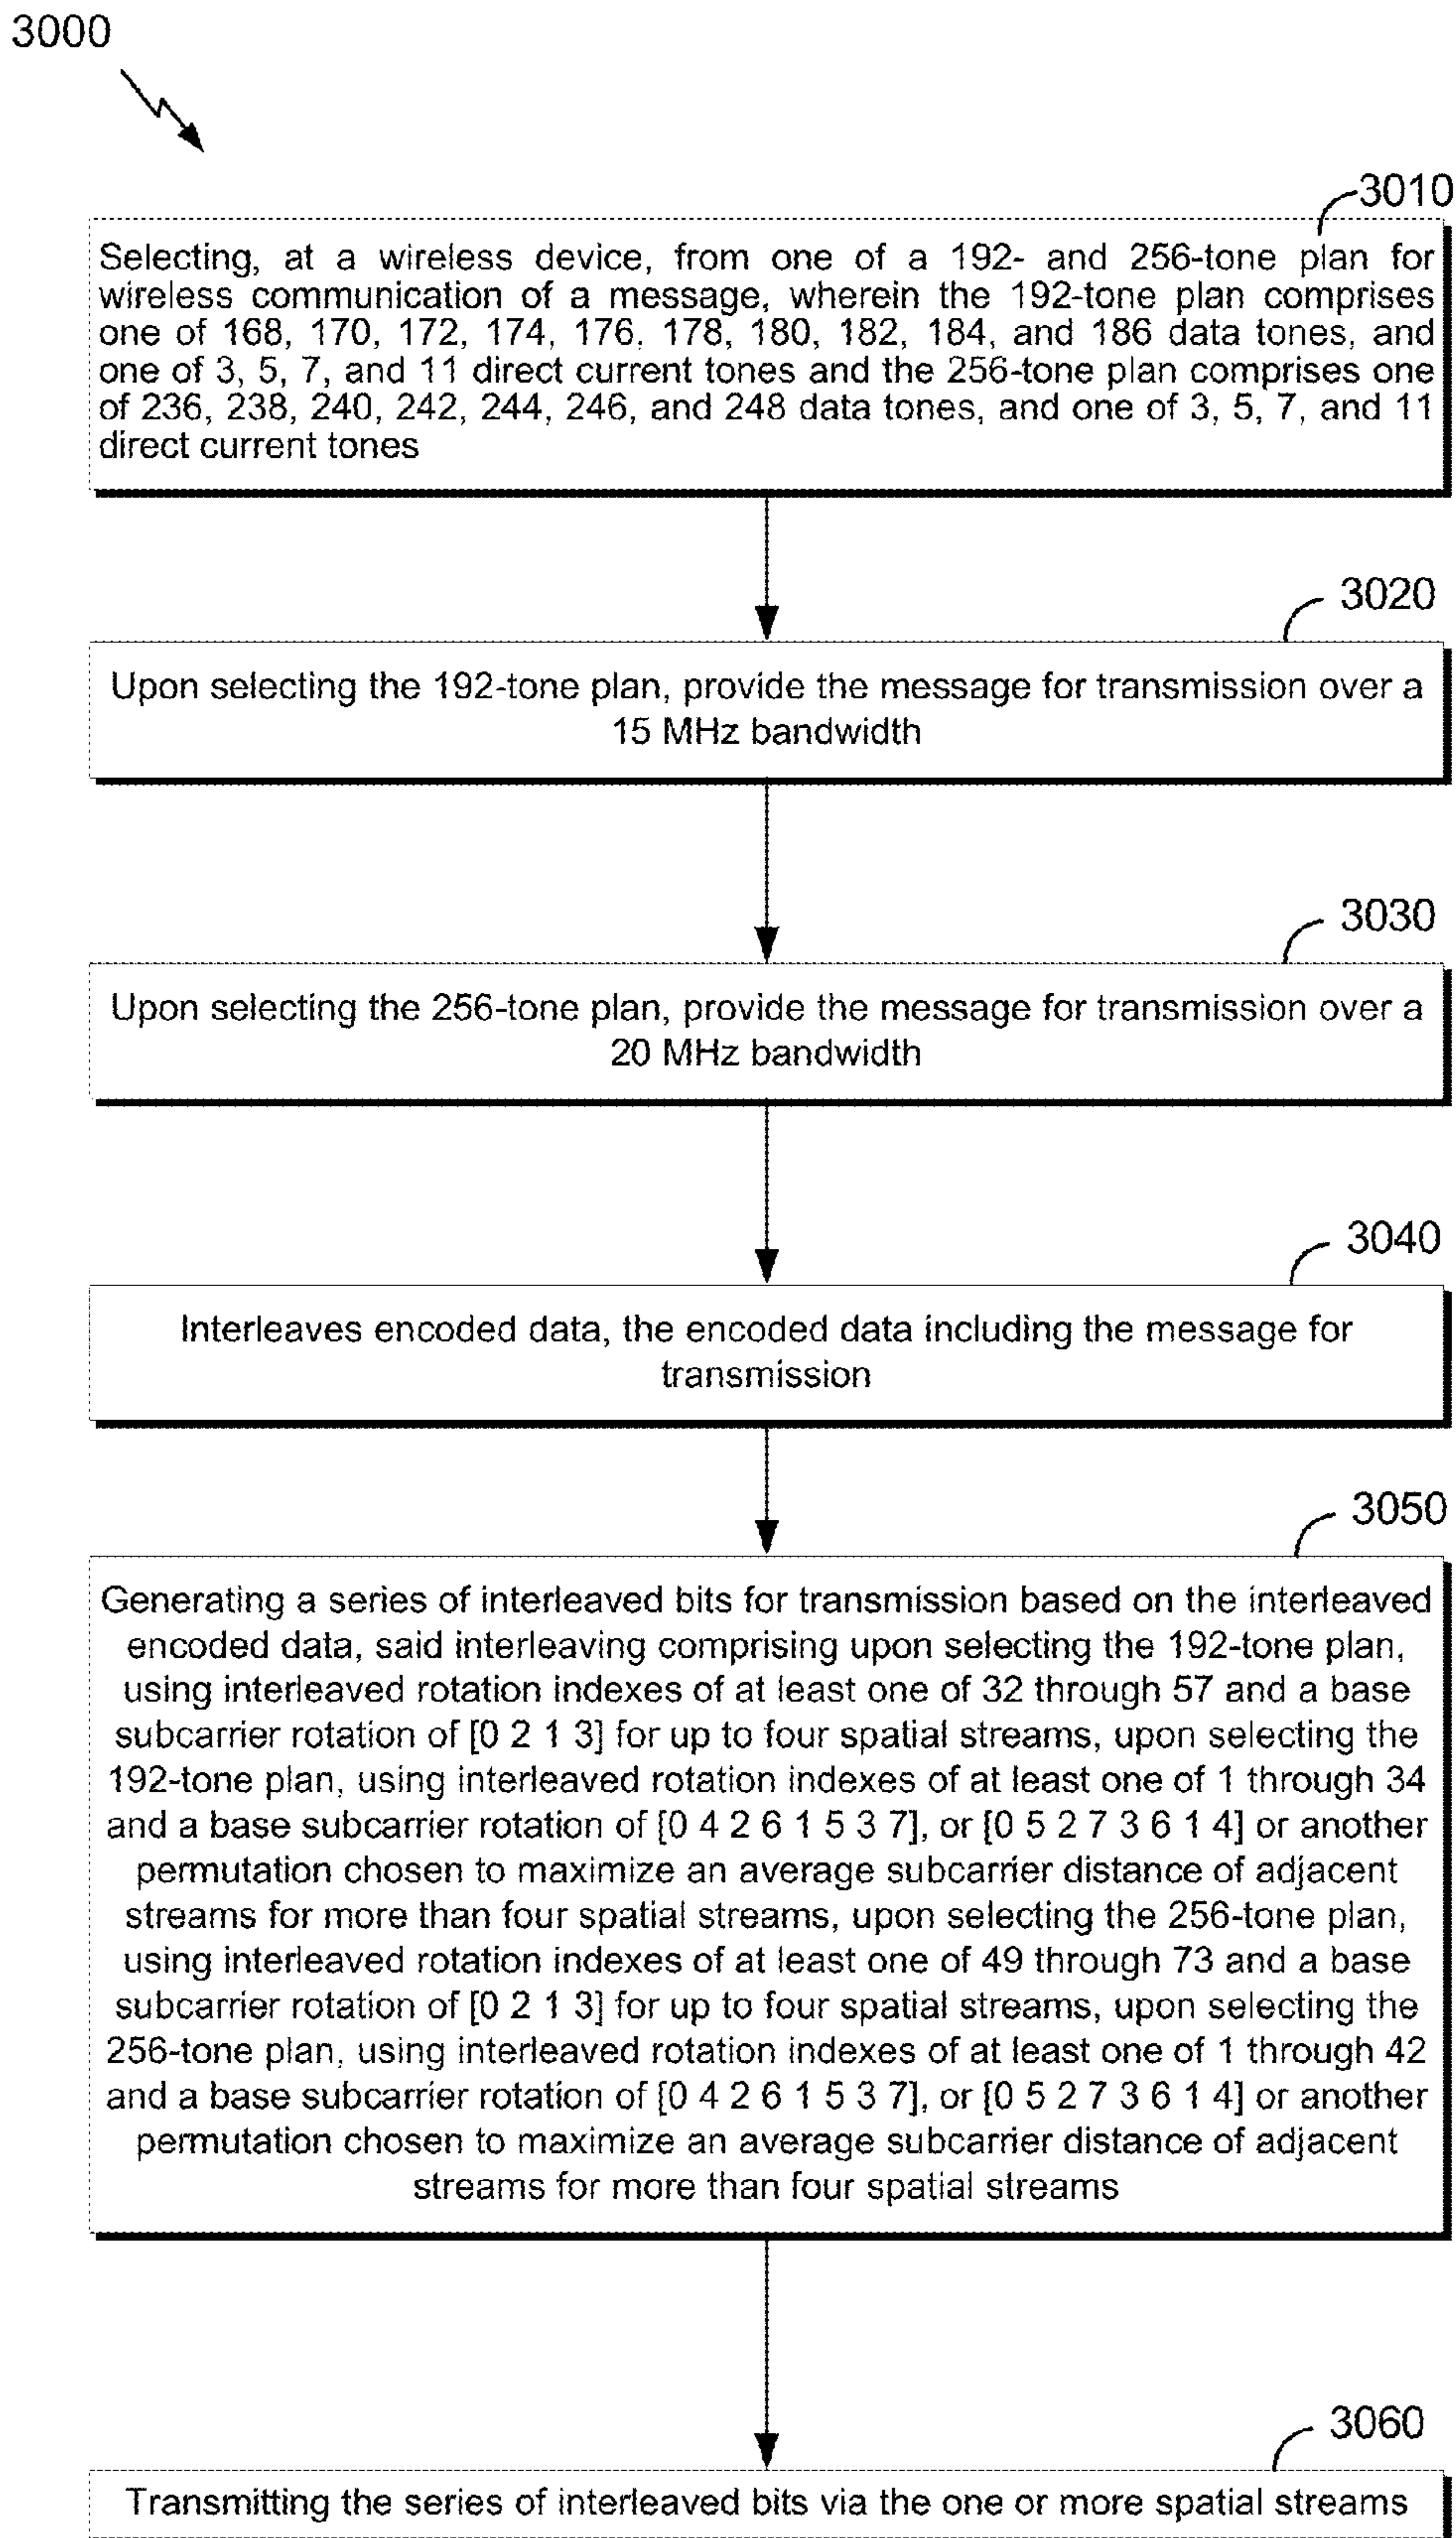 3000
3010
Selecting, at a wireless device, from one of a 192- and 256-tone plan for
wireless communication of a message, wherein the 192-tone plan comprises
one of 168, 170, 172, 174, 176, 178, 180, 182, 184, and 186 data tones, and
one of 3, 5, 7, and 11 direct current tones and the 256-tone plan comprises one
of 236, 238, 240, 242, 244, 246, and 248 data tones, and one of 3, 5, 7, and 11
direct current tones
3020
Upon selecting the 192-tone plan, provide the message for transmission over a
15 MHz bandwidth
3030
Upon selecting the 256-tone plan, provide the message for transmission over a
20 MHz bandwidth
3040
Interleaves encoded data, the encoded data including the message for
transmission
3050
Generating a series of interleaved bits for transmission based on the interleaved
encoded data, said interleaving comprising upon selecting the 192-tone plan,
using interleaved rotation indexes of at least one of 32 through 57 and a base
subcarrier rotation of [0 2 1 3] for up to four spatial streams, upon selecting the
192-tone plan, using interleaved rotation indexes of at least one of 1 through 34
and a base subcarrier rotation of [0 4 2 6 1 5 3 7], or [0 5 2 7 3 6 1 4] or another
permutation chosen to maximize an average subcarrier distance of adjacent
streams for more than four spatial streams, upon selecting the 256-tone plan,
using interleaved rotation indexes of at least one of 49 through 73 and a base
subcarrier rotation of [0 2 1 3] for up to four spatial streams, upon selecting the
256-tone plan, using interleaved rotation indexes of at least one of 1 through 42
and a base subcarrier rotation of [0 4 2 6 1 5 3 7], or [0 5 2 7 3 6 1 4] or another
permutation chosen to maximize an average subcarrier distance of adjacent
streams for more than four spatial streams
3060
Transmitting the series of interleaved bits via the one or more spatial streams